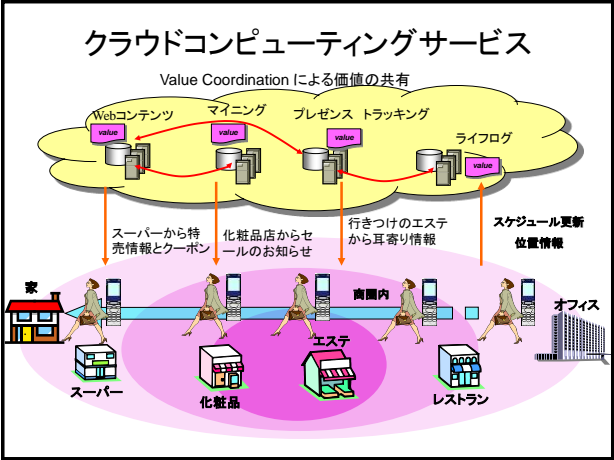 クラウドコンピューティングサービス
Value Coordination による価値の共有
Webコンテンツ
マイニング
プレゼンス トラッキング
ライフログ
value
value
value
value
スーパーから特
売情報とクーポン
化粧品店からセ
ールのお知らせ
行きつけのエステ
から耳寄り情報
スケジュール更新
位置情報
家
商圏内
オフィス
エステ
スーパー
化粧品
レストラン